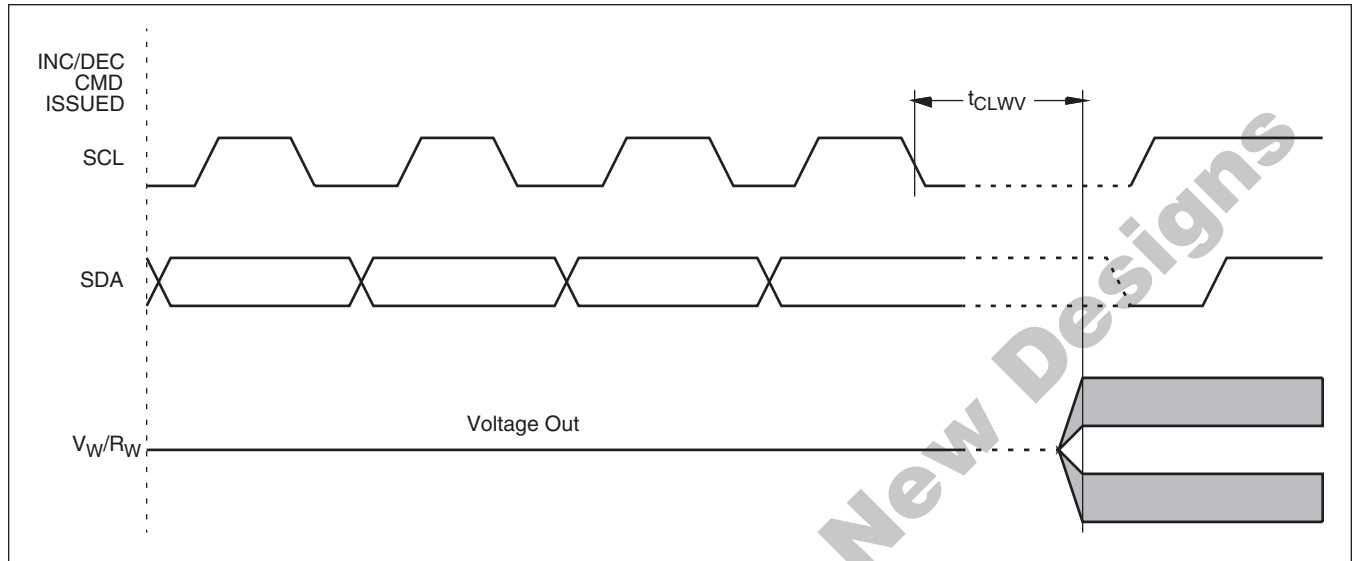 INC/DEC
CMD
ISSUED
tCLWV
SCL
SDA
Voltage Out
VW/RW
New Designs